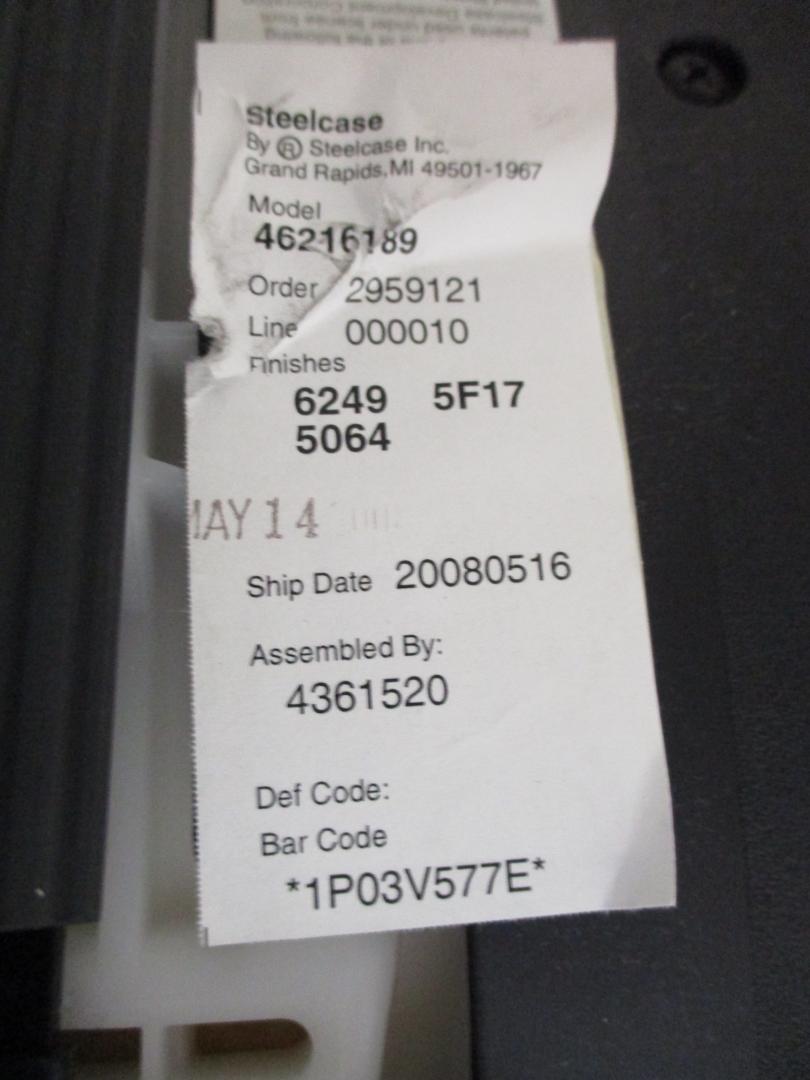 Steelcase
By ® Steelcase Inc.
Grand Rapids,MI 49501-1967
Model
46216189
Order 2959121
Line 000010
Finishes
6249 5F17
5064
MAY 14
Ship Date 20080516
Assembled By:
4361520
Def Code:
Bar Code
*1P03V577E*